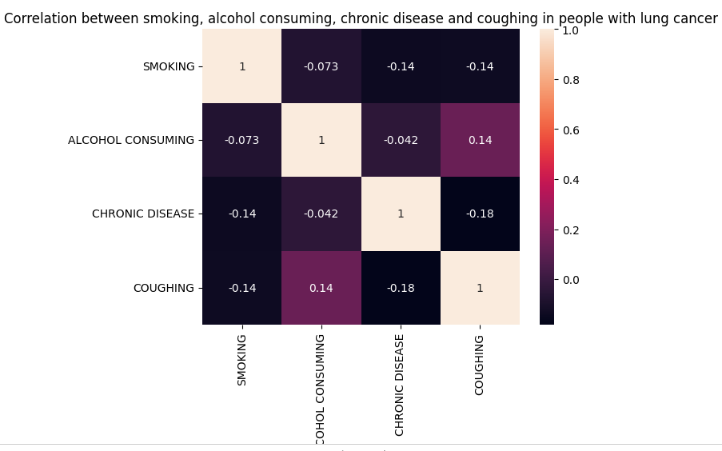 Correlation between smoking, alcohol consuming, chronic disease and coughing in people with lung cancer
1.0
SMOKING 1 -0.073 -0.14 -0.14
0.8
0.6
ALCOHOL CONSUMING -0.073 1 -0.042 0.14
0.4
CHRONIC DISEASE -0.14 -0.042 1 -0.18
0.2
COUGHING -0.14 0.14 -0.18 1
0.0
SMOKING
COHOL CONSUMING
CHRONIC DISEASE
COUGHING